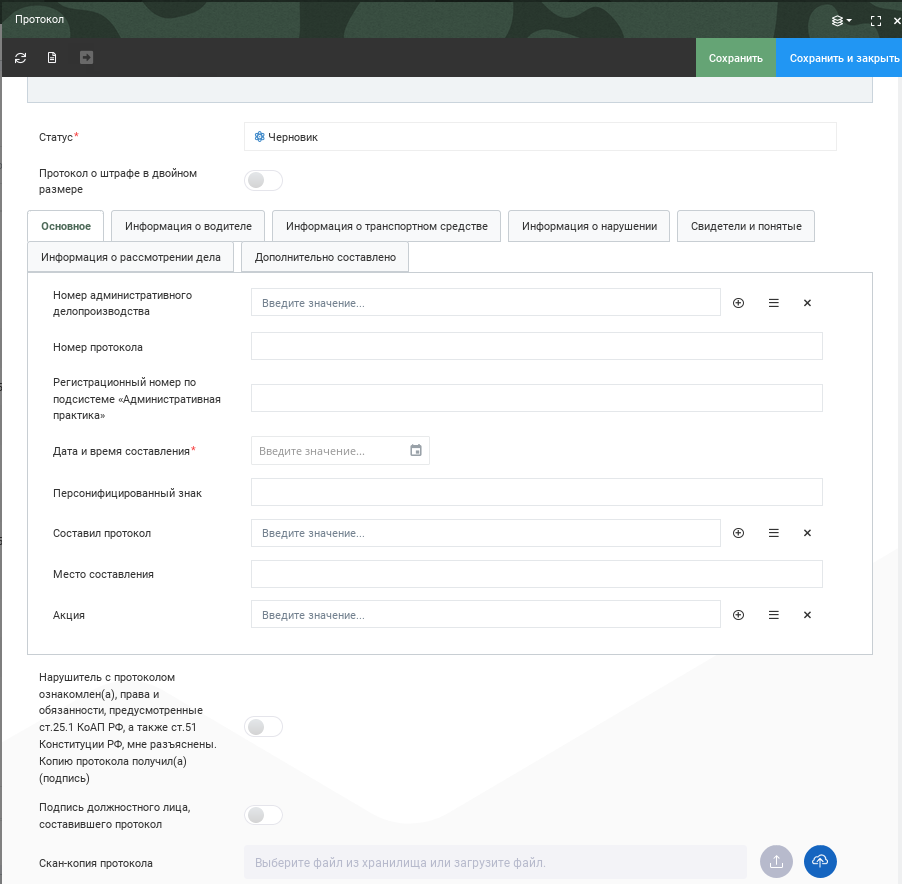 Протокол
Сохранить
Сохранить и закрыть
Статус*
Черновик
Протокол о штрафе в двойном
размере
Основное
Информация о водителе
Информация о транспортном средстве
Информация о нарушении
Свидетели и понятые
Информация о рассмотрении дела
Дополнительно составлено
Номер административного
делопроизводства
Введите значение...
Номер протокола
Регистрационный номер по
подсистеме «Административная
практика»
Дата и время составления*
Введите значение...
Персонифицированный знак
Составил протокол
Введите значение...
Место составления
Акция
Введите значение...
Нарушитель с протоколом
ознакомлен(а), права и
обязанности, предусмотренные
ст.25.1 КоАП РФ, а также ст.51
Конституции РФ, мне разъяснены.
Копию протокола получил(а)
(подпись)
Подпись должностного лица,
составившего протокол
Скан-копия протокола
Выберите файл из хранилища или загрузите файл.